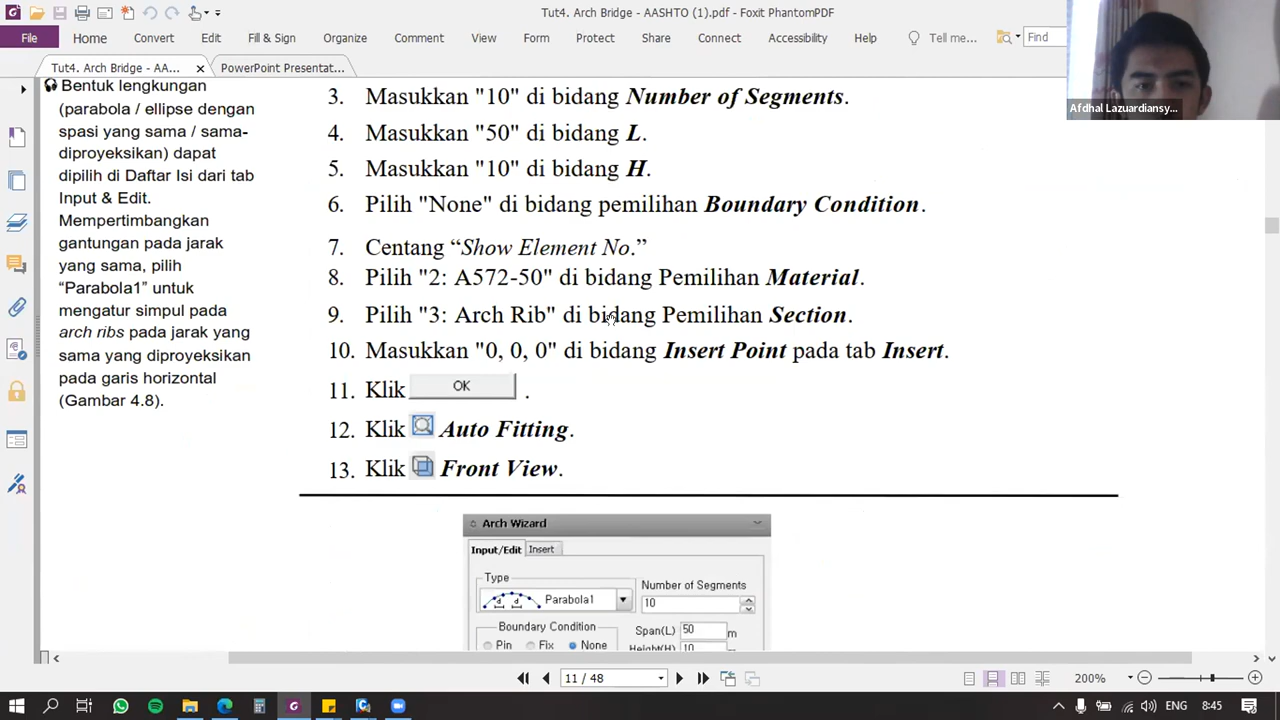 Tut4. Arch Bridge - AASHTO (1).pdf - Foxit PhantomPDF
File Home Convert Edit Fill & Sign Organize Comment View Form Protect Share Connect Accessibility Help Tell me... Find
Tut4. Arch Bridge - AA... PowerPoint Presentat...
Afdhal Lazuardiansy...
Bentuk lengkungan
(parabola / ellipse dengan
spasi yang sama / sama-
diproyeksikan) dapat
dipilih di Daftar Isi dari tab
Input & Edit.
Mempertimbangkan
gantungan pada jarak
yang sama, pilih
“Parabola1” untuk
mengatur simpul pada
arch ribs pada jarak yang
sama yang diproyeksikan
pada garis horizontal
(Gambar 4.8).
3. Masukkan "10" di bidang Number of Segments.
4. Masukkan "50" di bidang L.
5. Masukkan "10" di bidang H.
6. Pilih "None" di bidang pemilihan Boundary Condition.
7. Centang “Show Element No.”
8. Pilih "2: A572-50" di bidang Pemilihan Material.
9. Pilih "3: Arch Rib" di bidang Pemilihan Section.
10. Masukkan "0, 0, 0" di bidang Insert Point pada tab Insert.
11. Klik OK .
12. Klik Auto Fitting.
13. Klik Front View.
Arch Wizard
Input/Edit Insert
Type
d d Parabola1
Number of Segments
10
Boundary Condition
Pin Fix None
Span(L) 50 m
Height(H) 10
11 / 48
200%
ENG 8:45